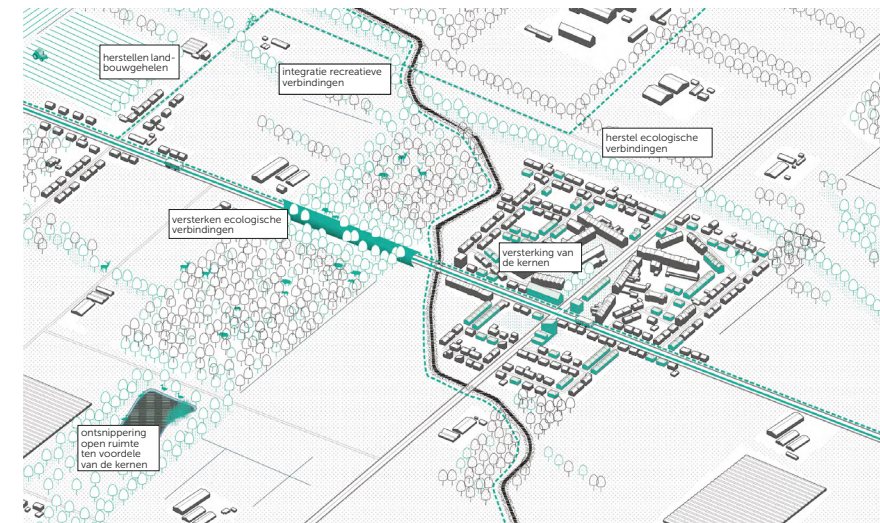 herstellen land-
bouwgehelen
integratie recreatieve
verbindingen
herstel ecologische
verbindingen
versterken ecologische
verbindingen
versterking van
de kernen
ontsnippering
open ruimte
ten voordele
van de kernen